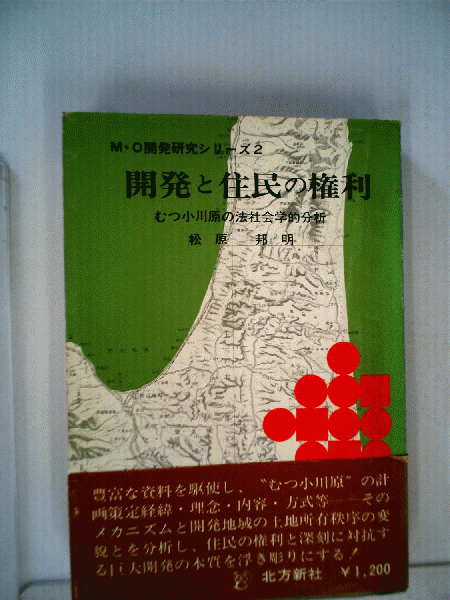 M・O開発研究シリーズ2
開発と住民の権利
むつ小川原の法社会学的分析
松原 邦明
豊富な資料を駆使し、“むつ小川原”の計
画策定経緯・理念・内容・方式等――その
メカニズムと開発地域の土地所有秩序の変
貌とを分析し、住民の権利と深刻に対抗す
る巨大開発の本質を浮き彫りにする！
北方新社 ￥1,200